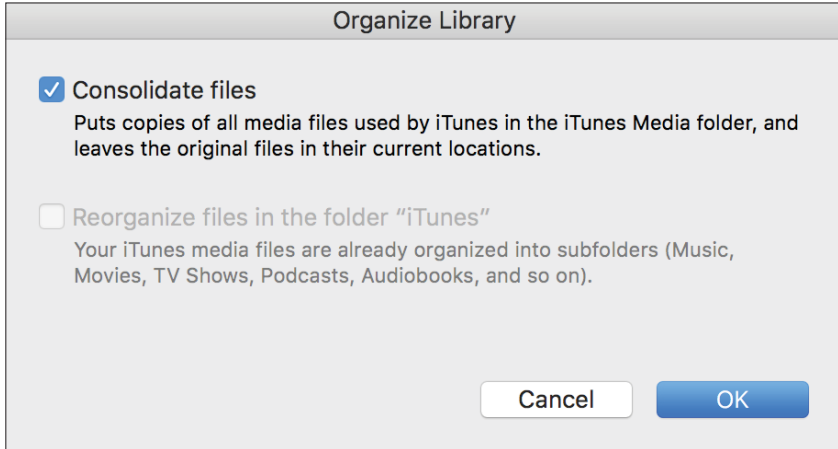 Organize Library
Consolidate files
Puts copies of all media files used by iTunes in the iTunes Media folder, and
leaves the original files in their current locations.
Reorganize files in the folder “iTunes”
Your iTunes media files are already organized into subfolders (Music,
Movies, TV Shows, Podcasts, Audiobooks, and so on).
Cancel OK